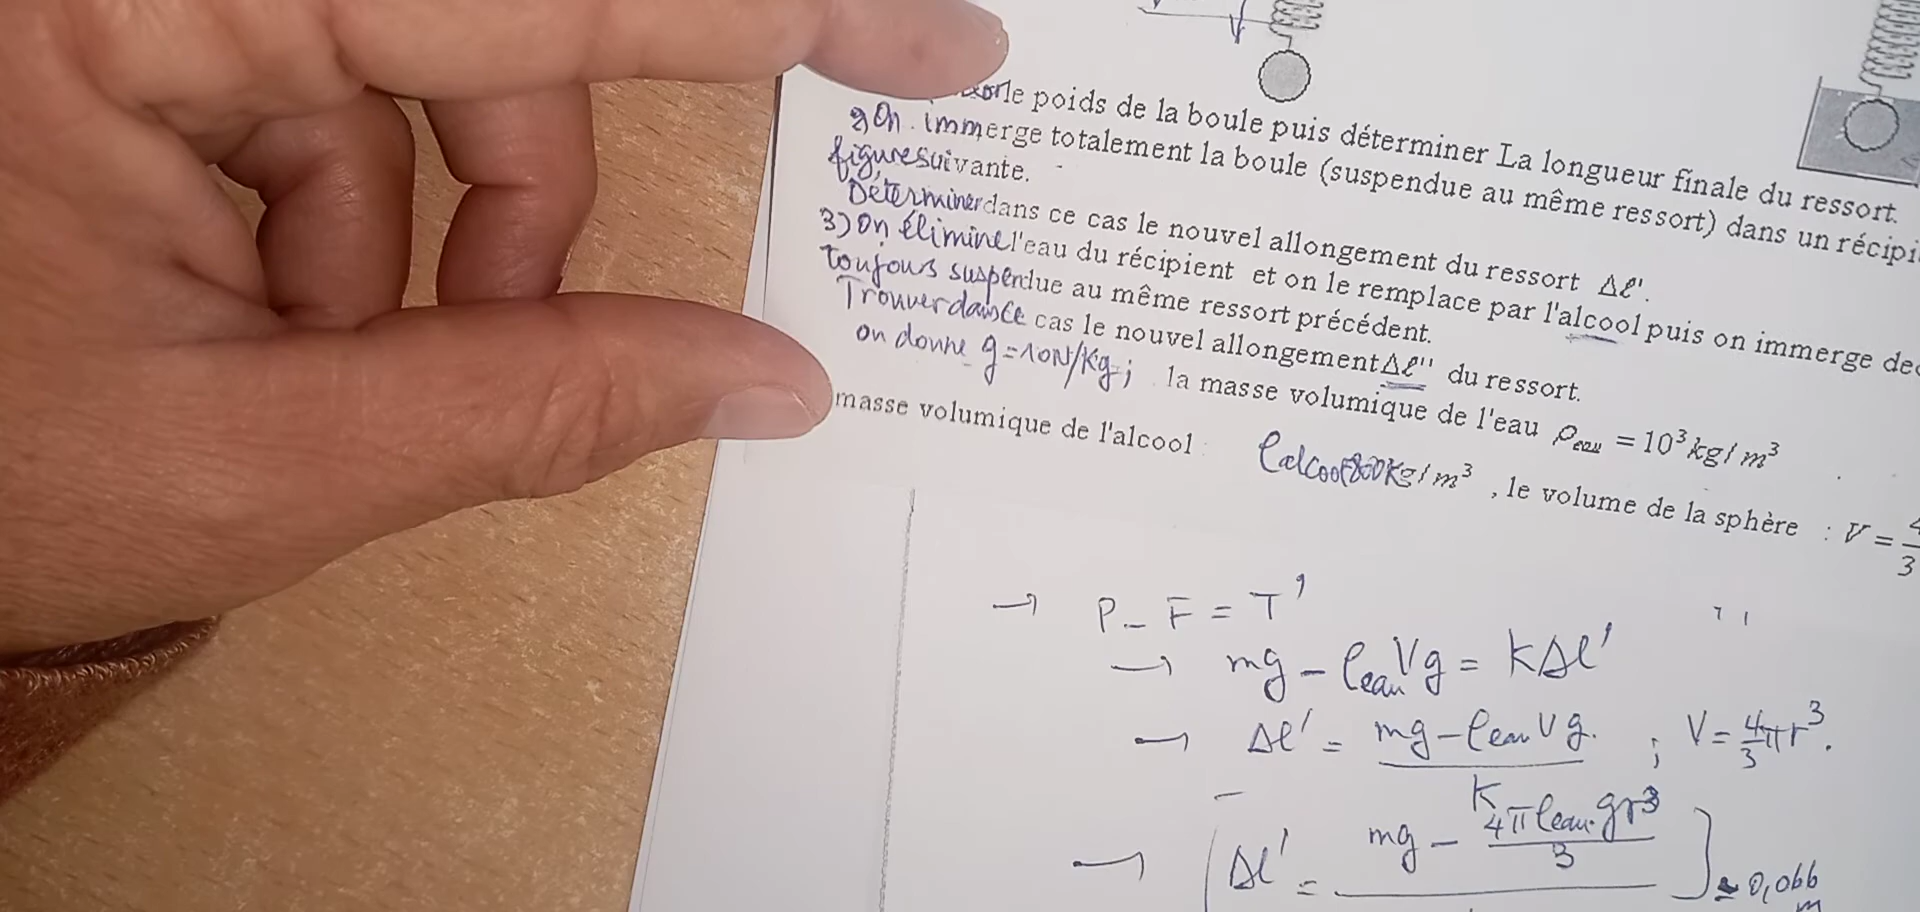 le poids de la boule puis déterminer La longueur finale du ressort.
2) On immerge totalement la boule (suspendue au même ressort) dans un récipi
figure suivante.
Déterminer dans ce cas le nouvel allongement du ressort Δℓ'.
3) On élimine l'eau du récipient et on le remplace par l'alcool puis on immerge de
toujours suspendue au même ressort précédent.
Trouver dans ce cas le nouvel allongement Δℓ'' du ressort.
on donne g = 10N/Kg ; la masse volumique de l'eau ρeau = 10³ kg/m³
masse volumique de l'alcool : ρalcool=800Kg/m³ , le volume de la sphère : V = 4/3
→ P - F = T'
→ mg - ρeau Vg = KΔℓ'
→ Δℓ' = (mg - ρeau V g)/K ; V = 4/3 πr³.
→ [Δℓ' = mg - 4π ρeau. g r³/3 ] ≈ 0,066 m